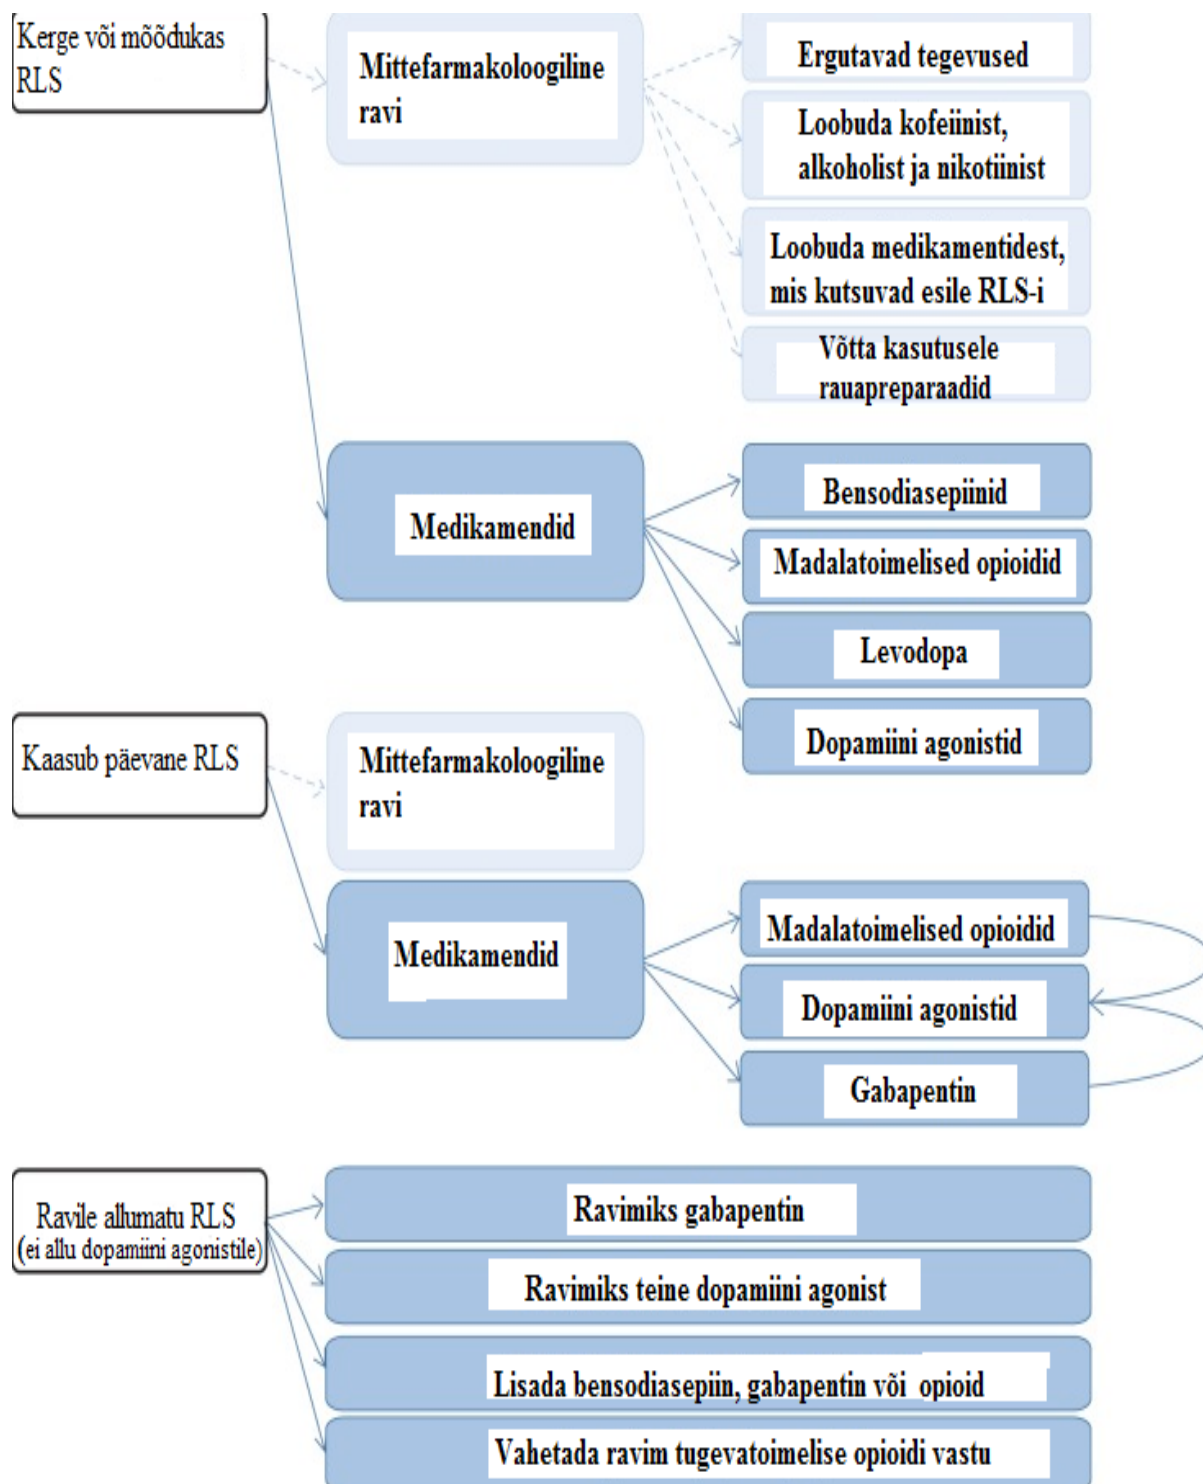 Kerge või mõõdukas
RLS
Mittefarmakoloogiline
ravi
Ergutavad tegevused
Loobuda kofeiinist,
alkoholist ja nikotiinist
Loobuda medikamentidest,
mis kutsuvad esile RLS-i
Võtta kasutusele
rauapreparaadid
Medikamendid
Bensodiasepiinid
Madalatoimelised opioidid
Levodopa
Dopamiini agonistid
Kaasub päevane RLS
Mittefarmakoloogiline
ravi
Medikamendid
Madalatoimelised opioidid
Dopamiini agonistid
Gabapentin
Ravile allumatu RLS
(ei allu dopamiini agonistile)
Ravimiks gabapentin
Ravimiks teine dopamiini agonist
Lisada bensodiasepiin, gabapentin või opioid
Vahetada ravim tugevatoimelise opioidi vastu